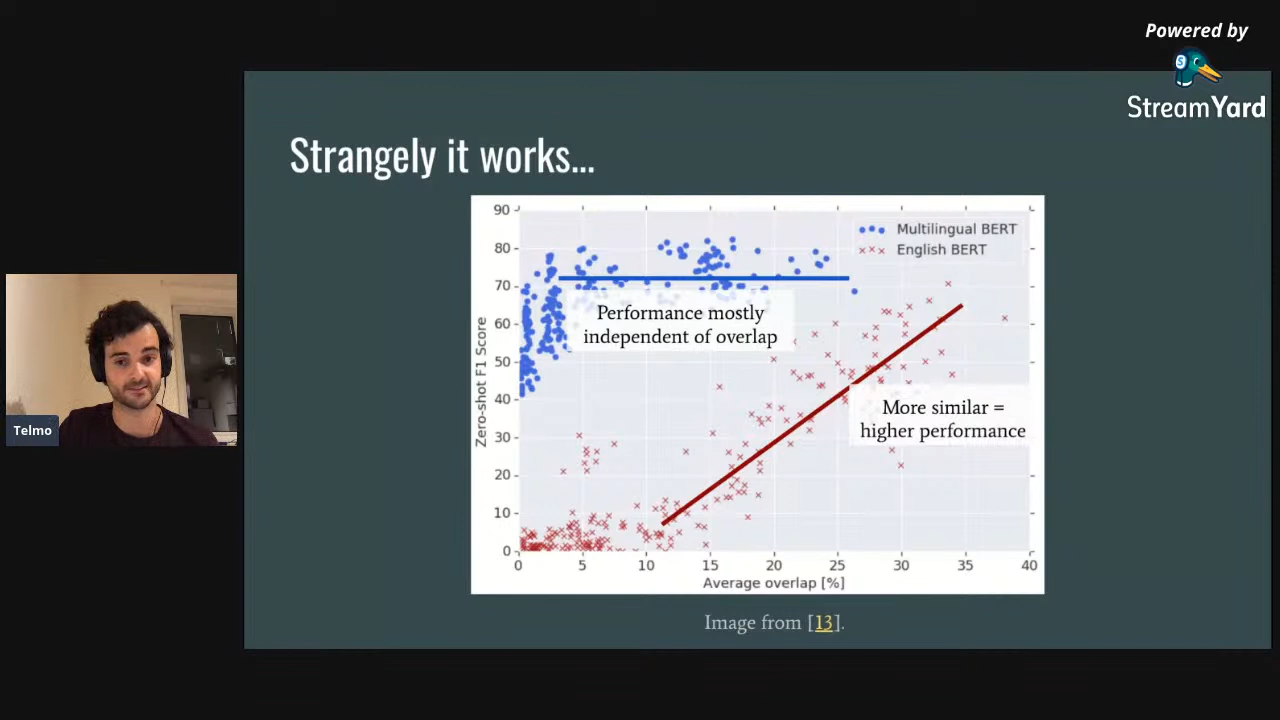 Powered by
StreamYard
Strangely it works...
90
80
70
60
50
40
30
20
10
0
Zero-shot F1 Score
Multilingual BERT
English BERT
Performance mostly
independent of overlap
More similar =
higher performance
0 5 10 15 20 25 30 35 40
Average overlap [%]
Image from [13].
Telmo